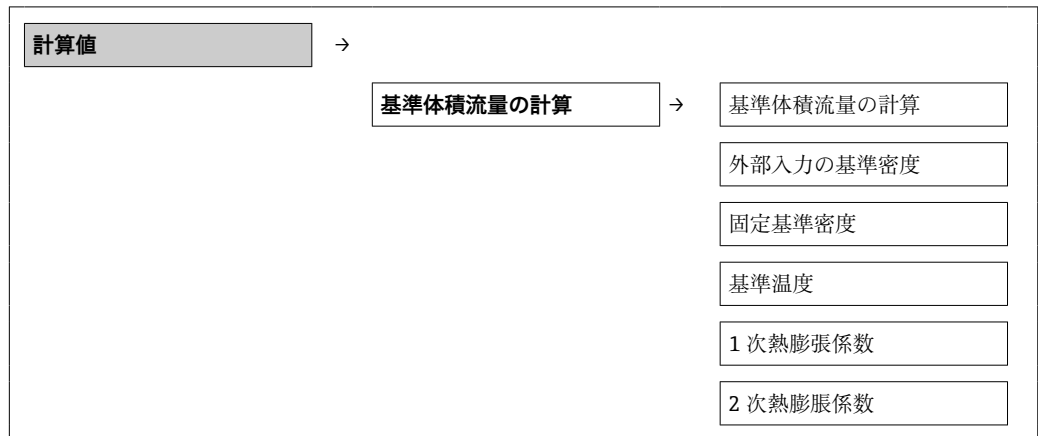 計算値 →
基準体積流量の計算 → 基準体積流量の計算
外部入力の基準密度
固定基準密度
基準温度
1 次熱膨張係数
2 次熱膨脹係数